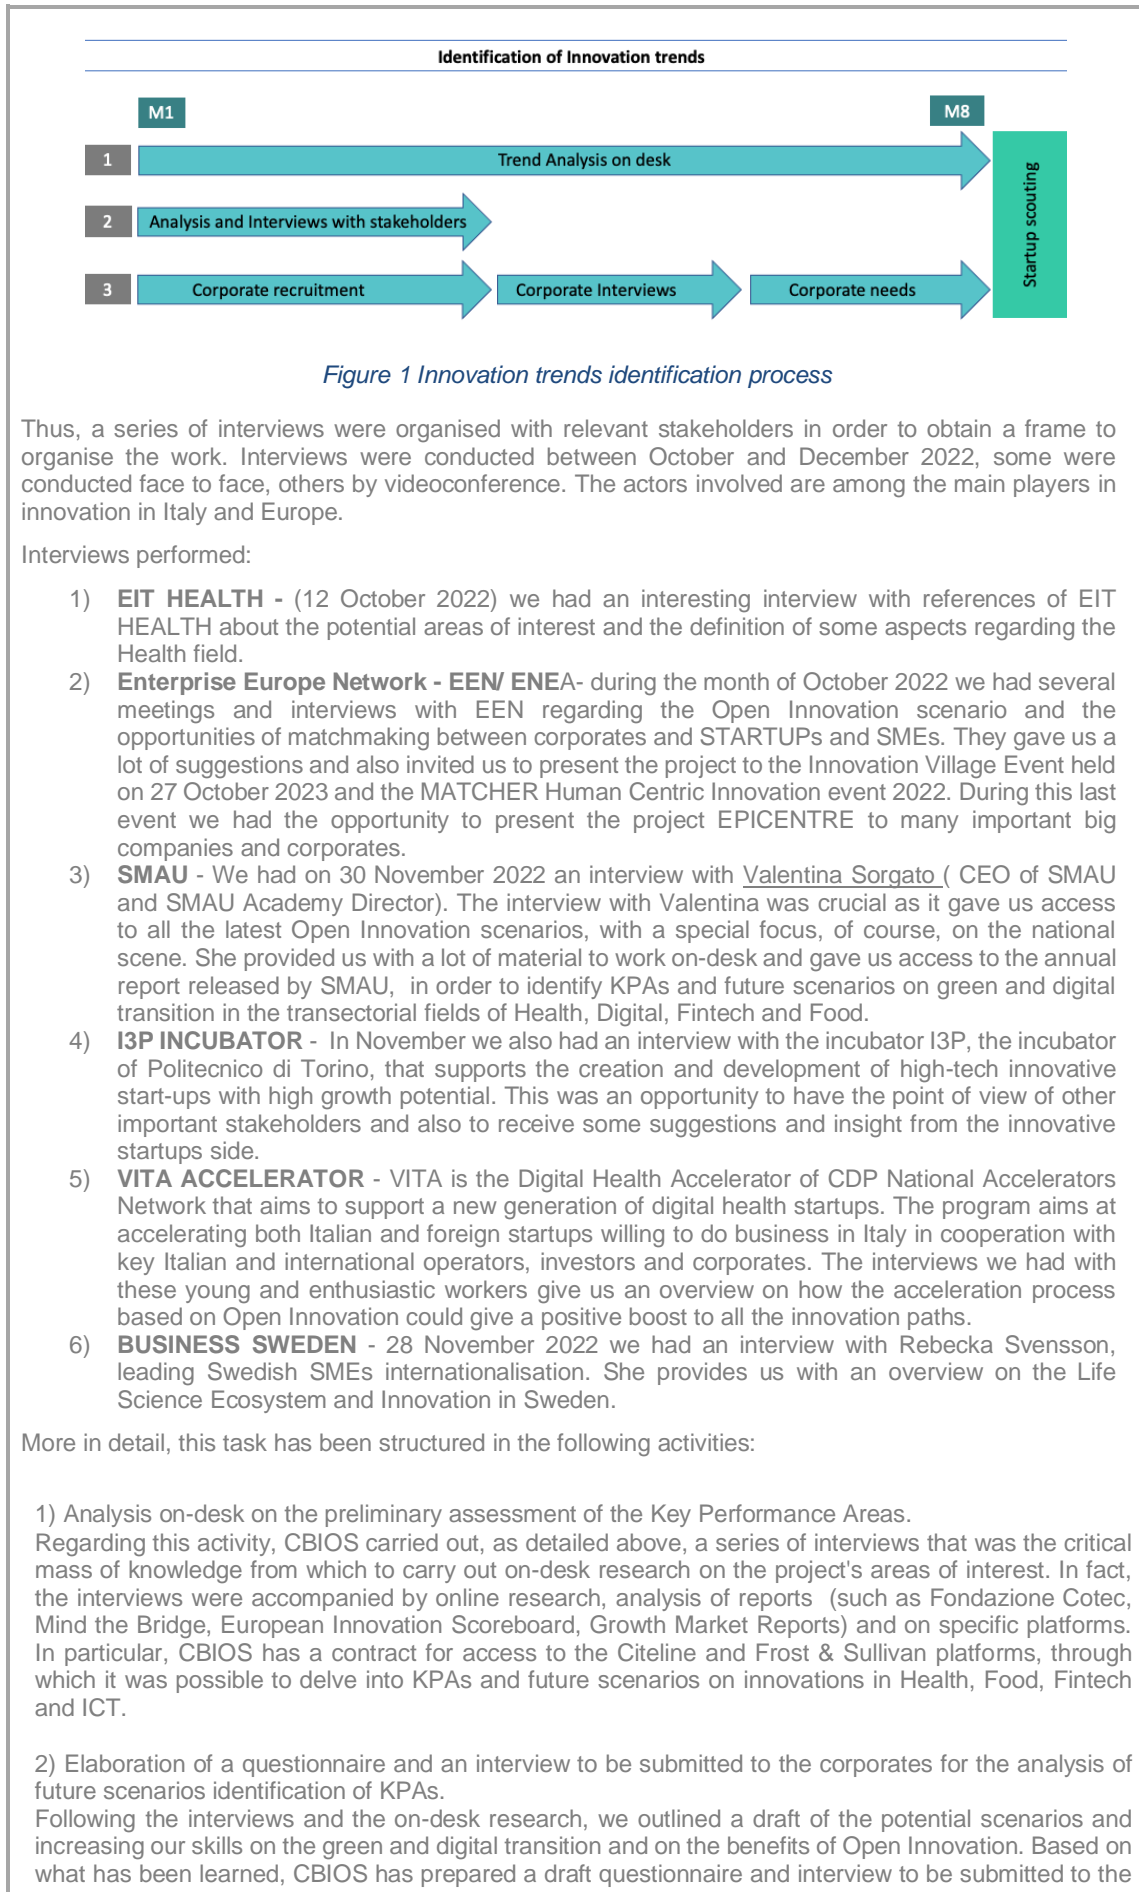 Identification of Innovation trends
M1
M8
1
Trend Analysis on desk
2
Analysis and Interviews with stakeholders
3
Corporate recruitment
Corporate Interviews
Corporate needs
Startup scouting
Figure 1 Innovation trends identification process
Thus, a series of interviews were organised with relevant stakeholders in order to obtain a frame to
organise the work. Interviews were conducted between October and December 2022, some were
conducted face to face, others by videoconference. The actors involved are among the main players in
innovation in Italy and Europe.
Interviews performed:
1) EIT HEALTH - (12 October 2022) we had an interesting interview with references of EIT
HEALTH about the potential areas of interest and the definition of some aspects regarding the
Health field.
2) Enterprise Europe Network - EEN/ ENEA- during the month of October 2022 we had several
meetings and interviews with EEN regarding the Open Innovation scenario and the
opportunities of matchmaking between corporates and STARTUPs and SMEs. They gave us a
lot of suggestions and also invited us to present the project to the Innovation Village Event held
on 27 October 2023 and the MATCHER Human Centric Innovation event 2022. During this last
event we had the opportunity to present the project EPICENTRE to many important big
companies and corporates.
3) SMAU - We had on 30 November 2022 an interview with Valentina Sorgato ( CEO of SMAU
and SMAU Academy Director). The interview with Valentina was crucial as it gave us access
to all the latest Open Innovation scenarios, with a special focus, of course, on the national
scene. She provided us with a lot of material to work on-desk and gave us access to the annual
report released by SMAU, in order to identify KPAs and future scenarios on green and digital
transition in the transectorial fields of Health, Digital, Fintech and Food.
4) I3P INCUBATOR - In November we also had an interview with the incubator I3P, the incubator
of Politecnico di Torino, that supports the creation and development of high-tech innovative
start-ups with high growth potential. This was an opportunity to have the point of view of other
important stakeholders and also to receive some suggestions and insight from the innovative
startups side.
5) VITA ACCELERATOR - VITA is the Digital Health Accelerator of CDP National Accelerators
Network that aims to support a new generation of digital health startups. The program aims at
accelerating both Italian and foreign startups willing to do business in Italy in cooperation with
key Italian and international operators, investors and corporates. The interviews we had with
these young and enthusiastic workers give us an overview on how the acceleration process
based on Open Innovation could give a positive boost to all the innovation paths.
6) BUSINESS SWEDEN - 28 November 2022 we had an interview with Rebecka Svensson,
leading Swedish SMEs internationalisation. She provides us with an overview on the Life
Science Ecosystem and Innovation in Sweden.
More in detail, this task has been structured in the following activities:
1) Analysis on-desk on the preliminary assessment of the Key Performance Areas.
Regarding this activity, CBIOS carried out, as detailed above, a series of interviews that was the critical
mass of knowledge from which to carry out on-desk research on the project's areas of interest. In fact,
the interviews were accompanied by online research, analysis of reports (such as Fondazione Cotec,
Mind the Bridge, European Innovation Scoreboard, Growth Market Reports) and on specific platforms.
In particular, CBIOS has a contract for access to the Citeline and Frost & Sullivan platforms, through
which it was possible to delve into KPAs and future scenarios on innovations in Health, Food, Fintech
and ICT.
2) Elaboration of a questionnaire and an interview to be submitted to the corporates for the analysis of
future scenarios identification of KPAs.
Following the interviews and the on-desk research, we outlined a draft of the potential scenarios and
increasing our skills on the green and digital transition and on the benefits of Open Innovation. Based on
what has been learned, CBIOS has prepared a draft questionnaire and interview to be submitted to the